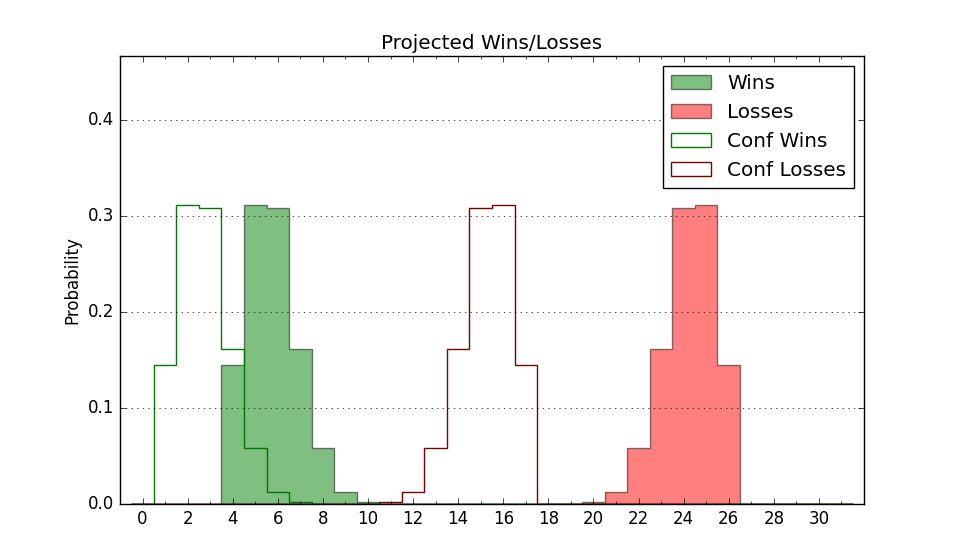 Projected Wins/Losses
Wins
Losses
Conf Wins
Conf Losses
Probability
0.4
0.3
0.2
0.1
0.0
0 2 4 6 8 10 12 14 16 18 20 22 24 26 28 30